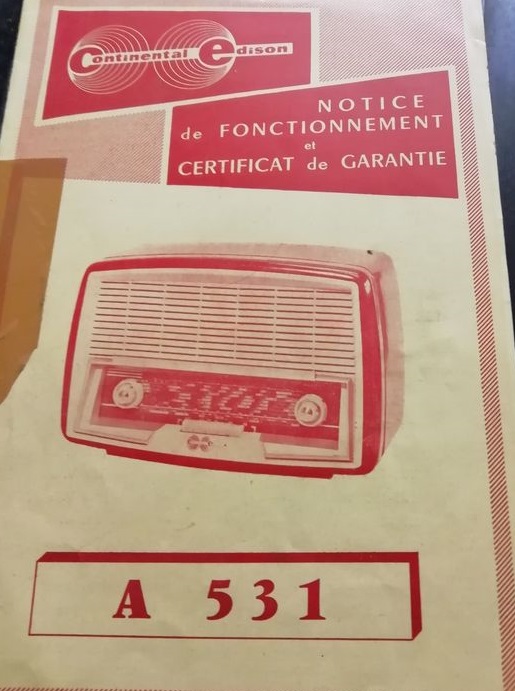 Continental Edison
NOTICE
de FONCTIONNEMENT
et
CERTIFICAT de GARANTIE
A 531